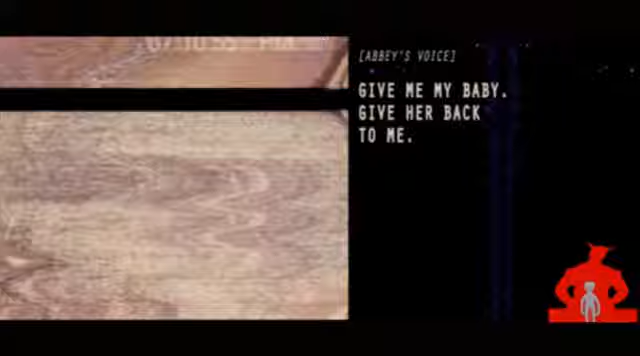 [ABBEY'S VOICE]
GIVE ME MY BABY.
GIVE HER BACK
TO ME.